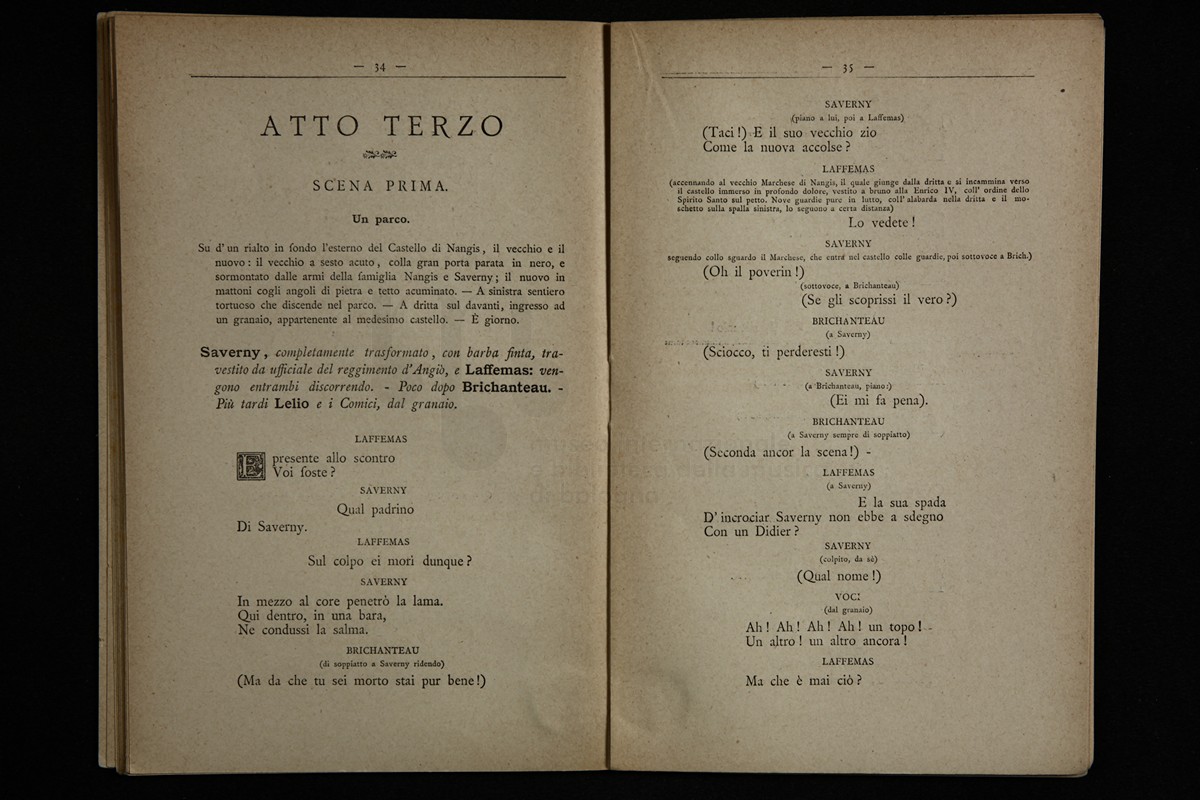 — 34 —
ATTO TERZO
SCENA PRIMA.
Un parco.
Su d'un rialto in fondo l'esterno del Castello di Nangis, il vecchio e il
nuovo: il vecchio a sesto acuto, colla gran porta parata in nero, e
sormontato dalle armi della famiglia Nangis e Saverny; il nuovo in
mattoni cogli angoli di pietra e tetto acuminato. — A sinistra sentiero
tortuoso che discende nel parco. — A dritta sul davanti, ingresso ad
un granaio, appartenente al medesimo castello. — È giorno.
Saverny, completamente trasformato, con barba finta, tra-
vestito da ufficiale del reggimento d'Angiò, e Laffemas: ven-
gono entrambi discorrendo. - Poco dopo Brichanteau. -
Più tardi Lelio e i Comici, dal granaio.
LAFFEMAS
E presente allo scontro
Voi foste?
SAVERNY
Qual padrino
Di Saverny.
LAFFEMAS
Sul colpo ei morì dunque?
SAVERNY
In mezzo al core penetrò la lama.
Qui dentro, in una bara,
Ne condussi la salma.
BRICHANTEAU
(di soppiatto a Saverny ridendo)
(Ma da che tu sei morto stai pur bene!)
— 35 —
SAVERNY
(piano a lui, poi a Laffemas)
(Taci!) E il suo vecchio zio
Come la nuova accolse?
LAFFEMAS
(accennando al vecchio Marchese di Nangis, il quale giunge dalla dritta e si incammina verso
il castello immerso in profondo dolore, vestito a bruno alla Enrico IV, coll' ordine dello
Spirito Santo sul petto. Nove guardie pure in lutto, coll' alabarda nella dritta e il mo-
schetto sulla spalla sinistra, lo seguono a certa distanza)
Lo vedete!
SAVERNY
seguendo collo sguardo il Marchese, che entra nel castello colle guardie, poi sottovoce a Brich.)
(Oh il poverin!)
(sottovoce, a Brichanteau)
(Se gli scoprissi il vero?)
BRICHANTEAU
(a Saverny)
(Sciocco, ti perderesti!)
SAVERNY
(a Brichanteau, piano:)
(Ei mi fa pena).
BRICHANTEAU
(a Saverny sempre di soppiatto)
(Seconda ancor la scena!) -
LAFFEMAS
(a Saverny)
E la sua spada
D' incrociar Saverny non ebbe a sdegno
Con un Didier?
SAVERNY
(colpito, da sè)
(Qual nome!)
VOCI
(dal granaio)
Ah! Ah! Ah! Ah! un topo! -
Un altro! un altro ancora!
LAFFEMAS
Ma che è mai ciò?